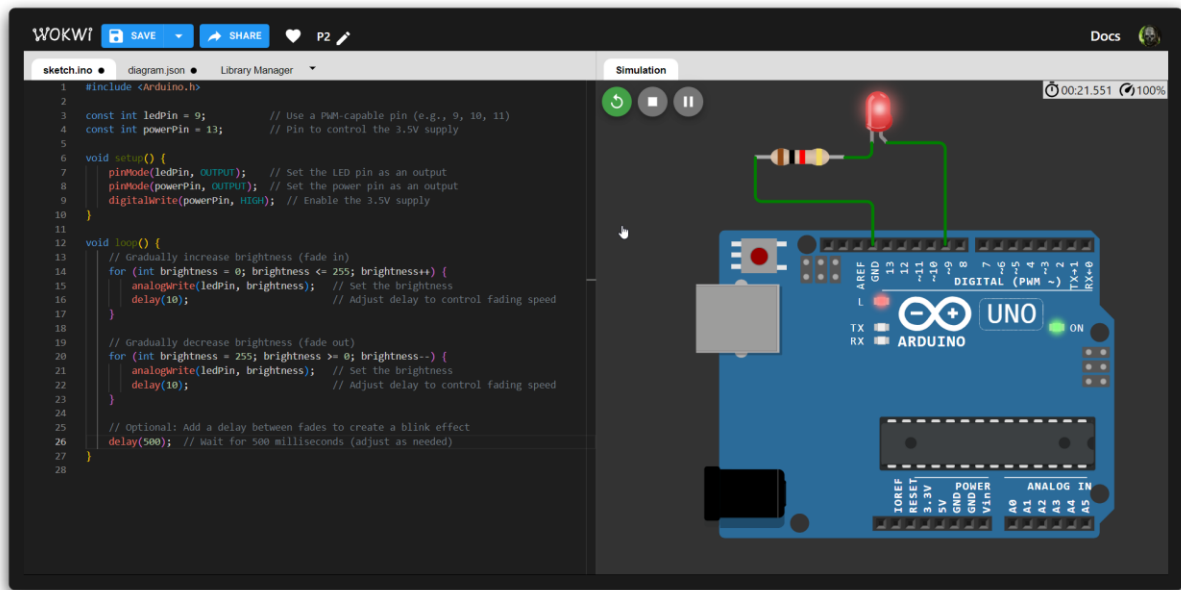 WOKWi SAVE SHARE P2 Docs
sketch.ino ● diagram.json ● Library Manager
Simulation
00:21.551 100%
1 #include <Arduino.h>
2
3 const int ledPin = 9; // Use a PWM-capable pin (e.g., 9, 10, 11)
4 const int powerPin = 13; // Pin to control the 3.5V supply
5
6 void setup() {
7 pinMode(ledPin, OUTPUT); // Set the LED pin as an output
8 pinMode(powerPin, OUTPUT); // Set the power pin as an output
9 digitalWrite(powerPin, HIGH); // Enable the 3.5V supply
10 }
11
12 void loop() {
13 // Gradually increase brightness (fade in)
14 for (int brightness = 0; brightness <= 255; brightness++) {
15 analogWrite(ledPin, brightness); // Set the brightness
16 delay(10); // Adjust delay to control fading speed
17 }
18
19 // Gradually decrease brightness (fade out)
20 for (int brightness = 255; brightness >= 0; brightness--) {
21 analogWrite(ledPin, brightness); // Set the brightness
22 delay(10); // Adjust delay to control fading speed
23 }
24
25 // Optional: Add a delay between fades to create a blink effect
26 delay(500); // Wait for 500 milliseconds (adjust as needed)
27 }
28
AREF GND 13 12 ~11 ~10 ~9 8 7 ~6 ~5 4 ~3 2 TX→1 RX←0
DIGITAL (PWM ~)
L
UNO
TX
RX
ARDUINO
ON
POWER
ANALOG IN
IOREF RESET 3.3V 5V GND GND Vin A0 A1 A2 A3 A4 A5